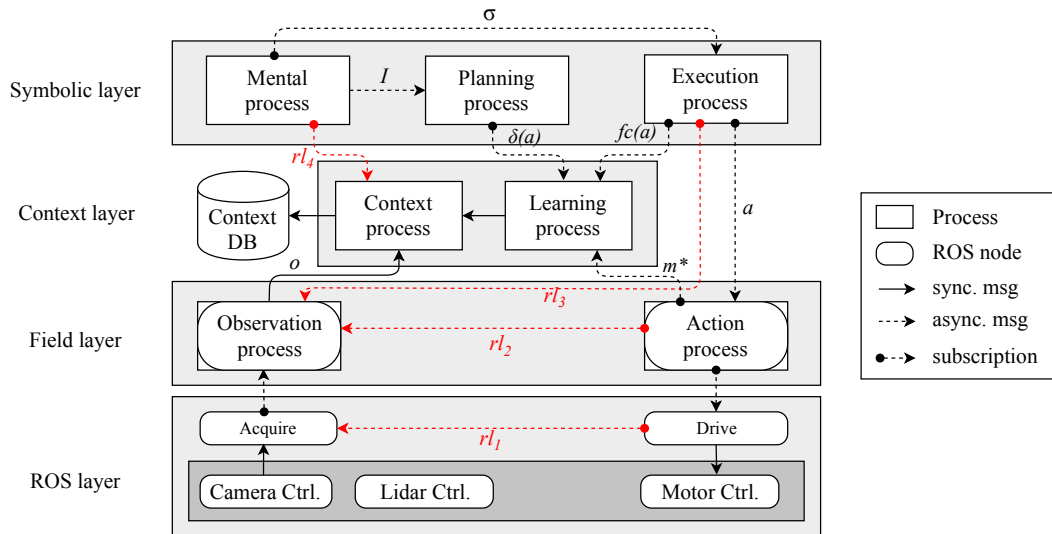 σ
Symbolic layer
Mental
process
I
Planning
process
Execution
process
rl4
δ(a)
fc(a)
Context layer
Context
DB
Context
process
Learning
process
a
o
m*
rl3
Field layer
Observation
process
rl2
Action
process
ROS layer
Acquire
rl1
Drive
Camera Ctrl.
Lidar Ctrl.
Motor Ctrl.
Process
ROS node
sync. msg
async. msg
subscription